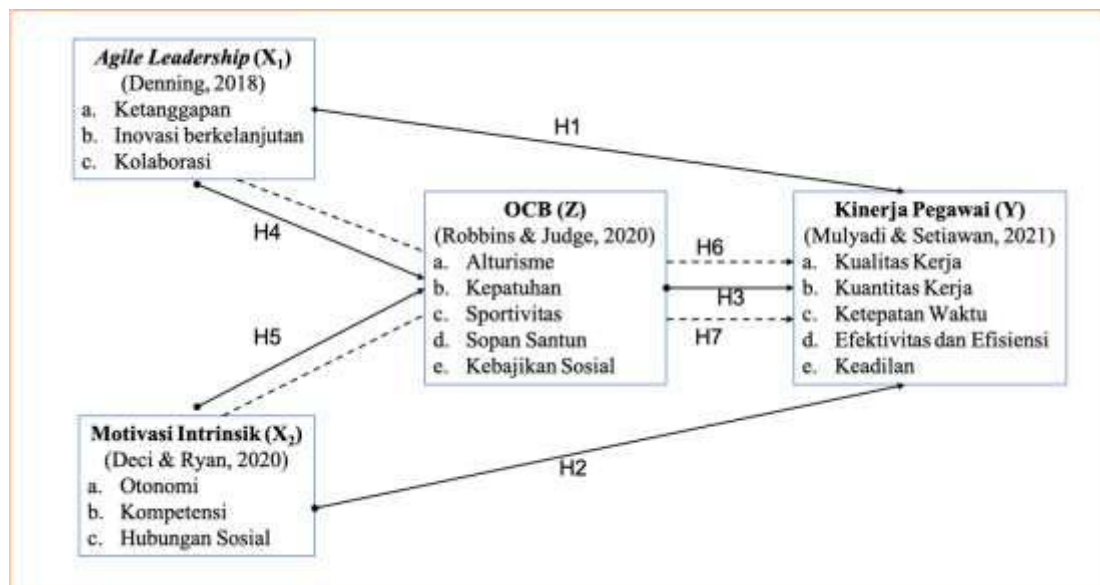 Agile Leadership (X₁)
(Denning, 2018)
a. Ketanggapan
b. Inovasi berkelanjutan
c. Kolaborasi
H1
H4
OCB (Z)
(Robbins & Judge, 2020)
a. Alturisme
b. Kepatuhan
c. Sportivitas
d. Sopan Santun
e. Kebajikan Sosial
H6
H3
H7
Kinerja Pegawai (Y)
(Mulyadi & Setiawan, 2021)
a. Kualitas Kerja
b. Kuantitas Kerja
c. Ketepatan Waktu
d. Efektivitas dan Efisiensi
e. Keadilan
H5
Motivasi Intrinsik (X₂)
(Deci & Ryan, 2020)
a. Otonomi
b. Kompetensi
c. Hubungan Sosial
H2